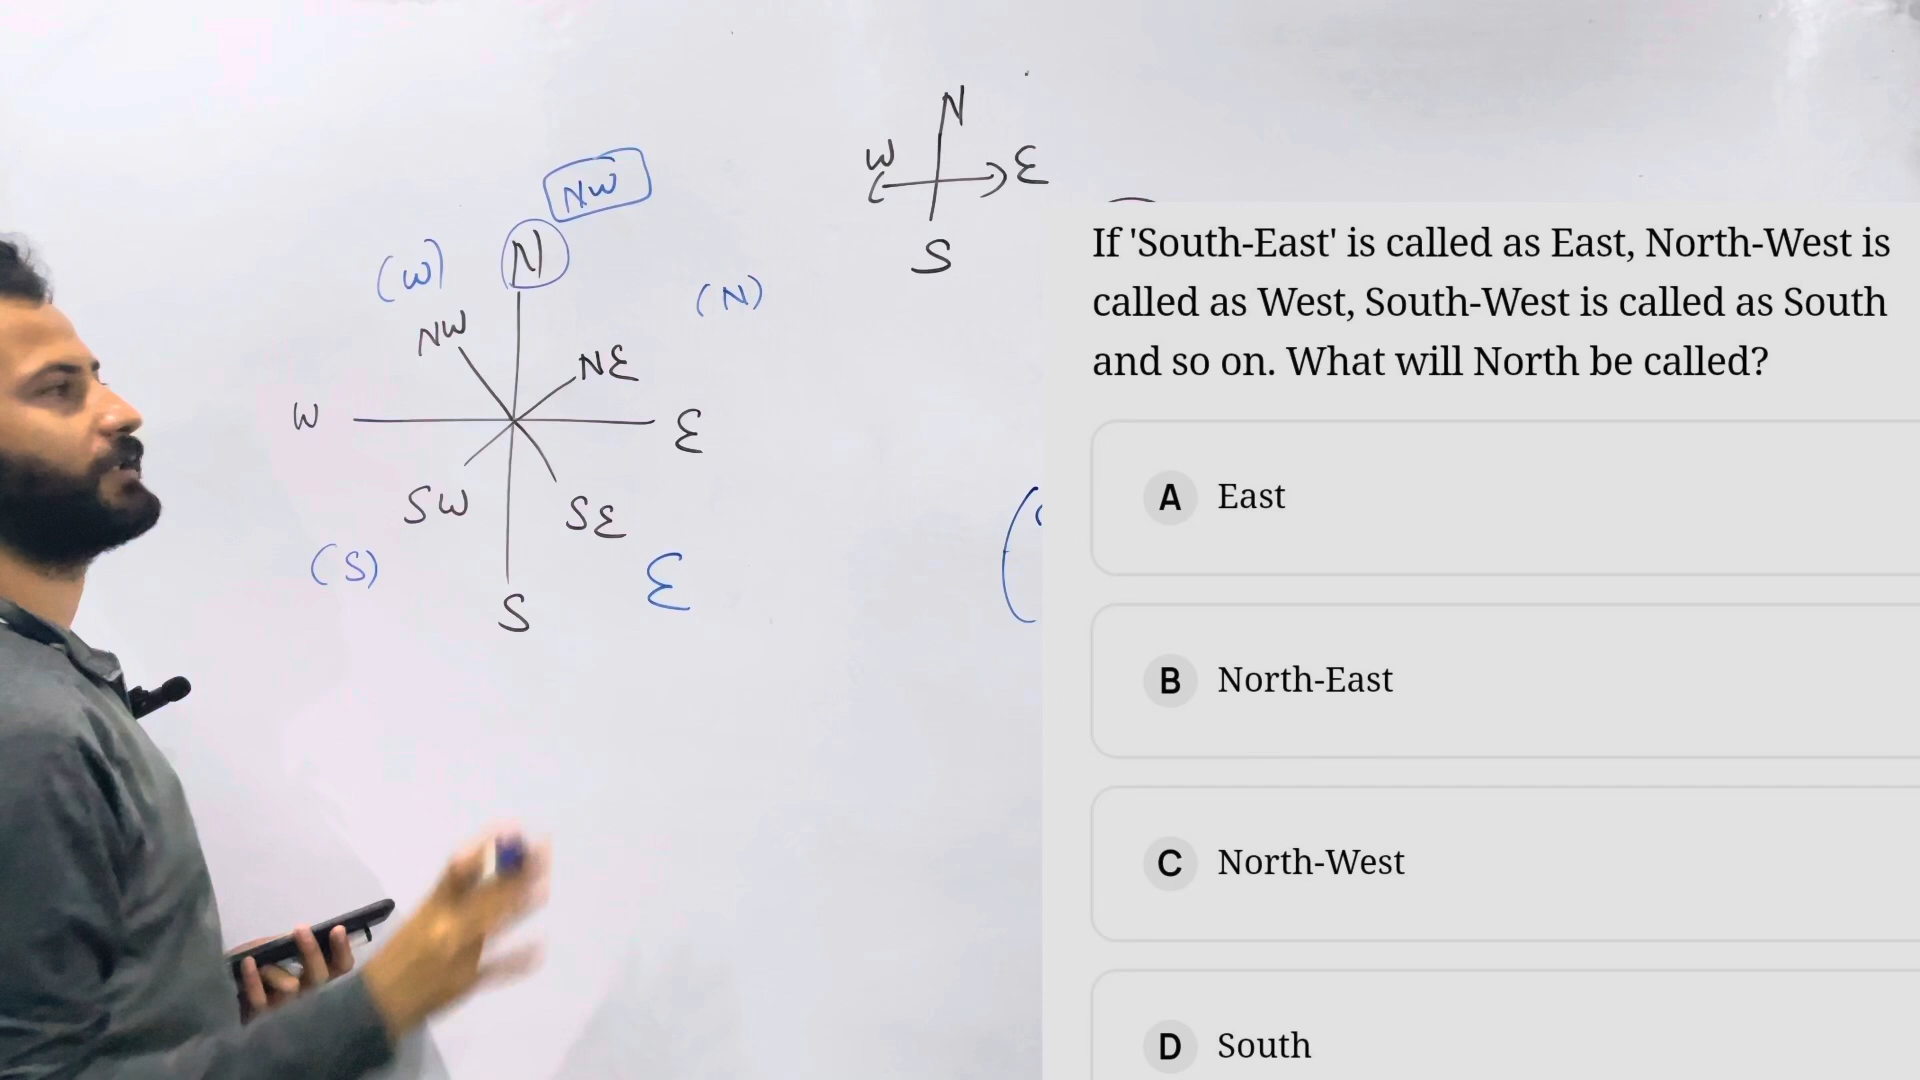 N
W
E
S
NW
(W)
N
(N)
NW
NE
W
E
SW
SE
(S)
E
S
If 'South-East' is called as East, North-West is
called as West, South-West is called as South
and so on. What will North be called?
A East
B North-East
C North-West
D South